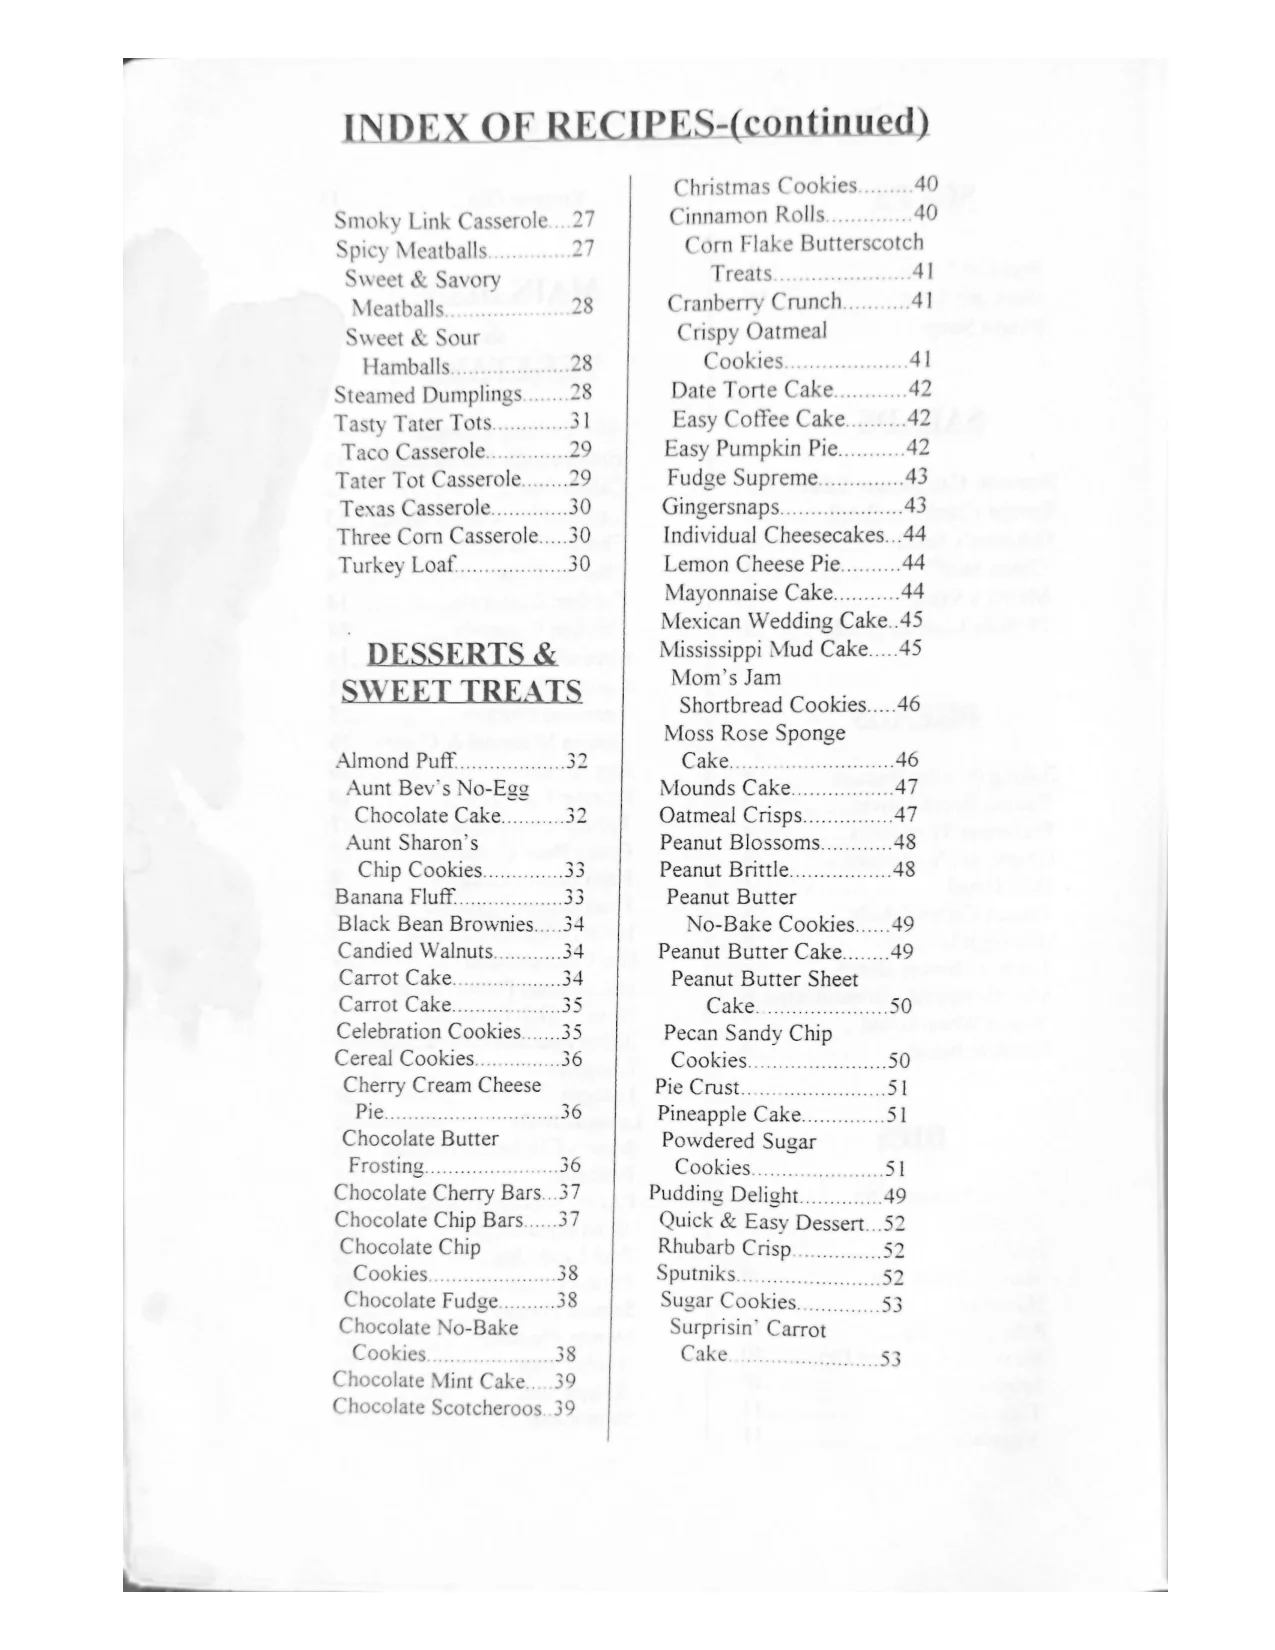 INDEX OF RECIPES-(continued)
Smoky Link Casserole....27
Spicy Meatballs..............27
Sweet & Savory
Meatballs.....................28
Sweet & Sour
Hamballs....................28
Steamed Dumplings........28
Tasty Tater Tots.............31
Taco Casserole..............29
Tater Tot Casserole........29
Texas Casserole.............30
Three Corn Casserole.....30
Turkey Loaf...................30
DESSERTS &
SWEET TREATS
Almond Puff...................32
Aunt Bev's No-Egg
Chocolate Cake...........32
Aunt Sharon's
Chip Cookies..............33
Banana Fluff...................33
Black Bean Brownies.....34
Candied Walnuts............34
Carrot Cake...................34
Carrot Cake...................35
Celebration Cookies.......35
Cereal Cookies...............36
Cherry Cream Cheese
Pie..............................36
Chocolate Butter
Frosting.......................36
Chocolate Cherry Bars...37
Chocolate Chip Bars......37
Chocolate Chip
Cookies......................38
Chocolate Fudge..........38
Chocolate No-Bake
Cookies......................38
Chocolate Mint Cake.....39
Chocolate Scotcheroos..39
Christmas Cookies.........40
Cinnamon Rolls..............40
Corn Flake Butterscotch
Treats.......................41
Cranberry Crunch...........41
Crispy Oatmeal
Cookies.....................41
Date Torte Cake............42
Easy Coffee Cake..........42
Easy Pumpkin Pie...........42
Fudge Supreme..............43
Gingersnaps....................43
Individual Cheesecakes...44
Lemon Cheese Pie..........44
Mayonnaise Cake...........44
Mexican Wedding Cake..45
Mississippi Mud Cake.....45
Mom's Jam
Shortbread Cookies.....46
Moss Rose Sponge
Cake............................46
Mounds Cake.................47
Oatmeal Crisps...............47
Peanut Blossoms............48
Peanut Brittle.................48
Peanut Butter
No-Bake Cookies......49
Peanut Butter Cake........49
Peanut Butter Sheet
Cake.......................50
Pecan Sandy Chip
Cookies........................50
Pie Crust.........................51
Pineapple Cake..............51
Powdered Sugar
Cookies.......................51
Pudding Delight..............49
Quick & Easy Dessert...52
Rhubarb Crisp...............52
Sputniks.........................52
Sugar Cookies..............53
Surprisin' Carrot
Cake..........................53